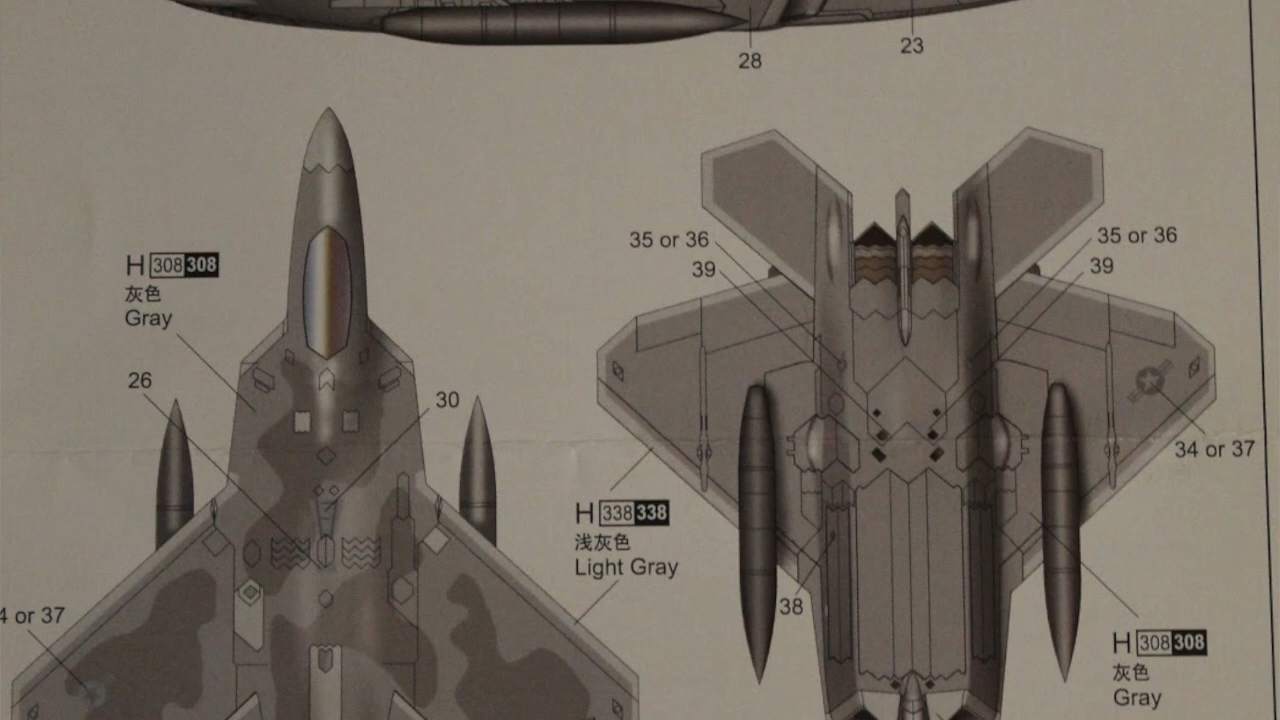 28
23
H 308 308
灰色
Gray
26
30
35 or 36
39
35 or 36
39
34 or 37
H 338 338
浅灰色
Light Gray
38
4 or 37
H 308 308
灰色
Gray